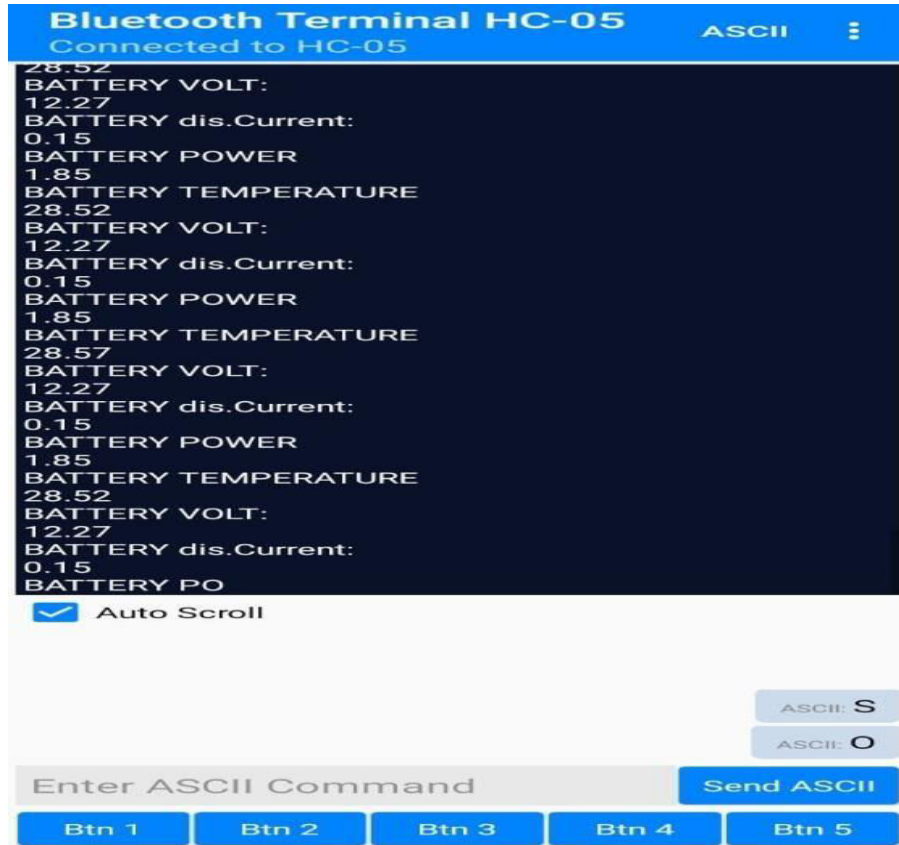 Bluetooth Terminal HC-05
Connected to HC-05
ASCII
28.52
BATTERY VOLT:
12.27
BATTERY dis.Current:
0.15
BATTERY POWER
1.85
BATTERY TEMPERATURE
28.52
BATTERY VOLT:
12.27
BATTERY dis.Current:
0.15
BATTERY POWER
1.85
BATTERY TEMPERATURE
28.57
BATTERY VOLT:
12.27
BATTERY dis.Current:
0.15
BATTERY POWER
1.85
BATTERY TEMPERATURE
28.52
BATTERY VOLT:
12.27
BATTERY dis.Current:
0.15
BATTERY PO
Auto Scroll
ASCII: S
ASCII: O
Enter ASCII Command
Send ASCII
Btn 1 Btn 2 Btn 3 Btn 4 Btn 5